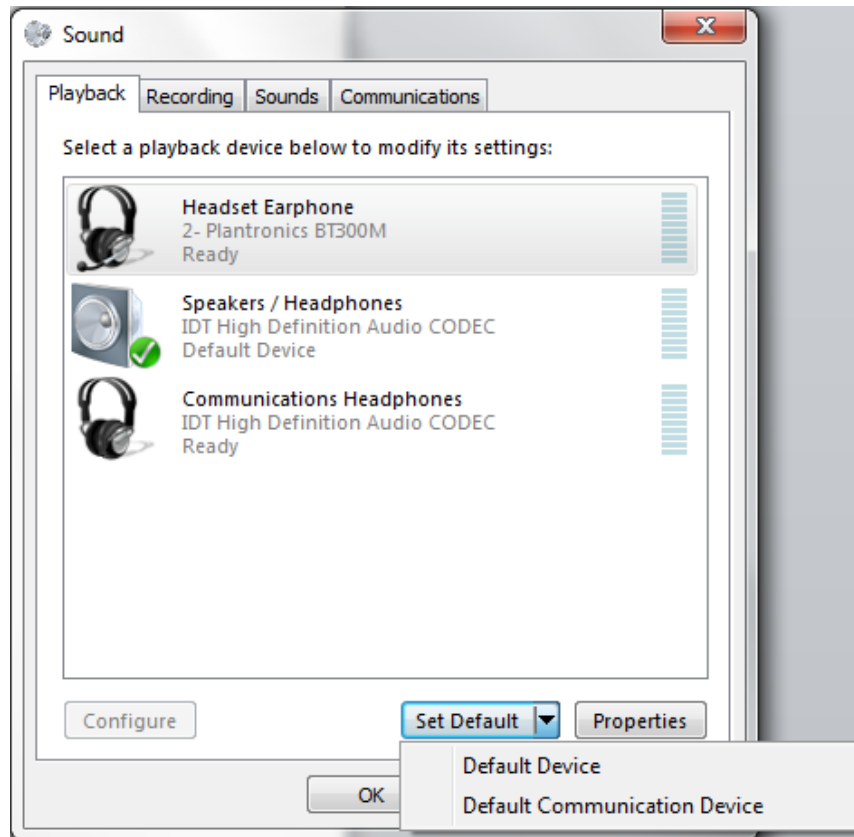 Sound
Playback Recording Sounds Communications
Select a playback device below to modify its settings:
Headset Earphone
2- Plantronics BT300M
Ready
Speakers / Headphones
IDT High Definition Audio CODEC
Default Device
Communications Headphones
IDT High Definition Audio CODEC
Ready
Configure Set Default Properties
Default Device
OK
Default Communication Device